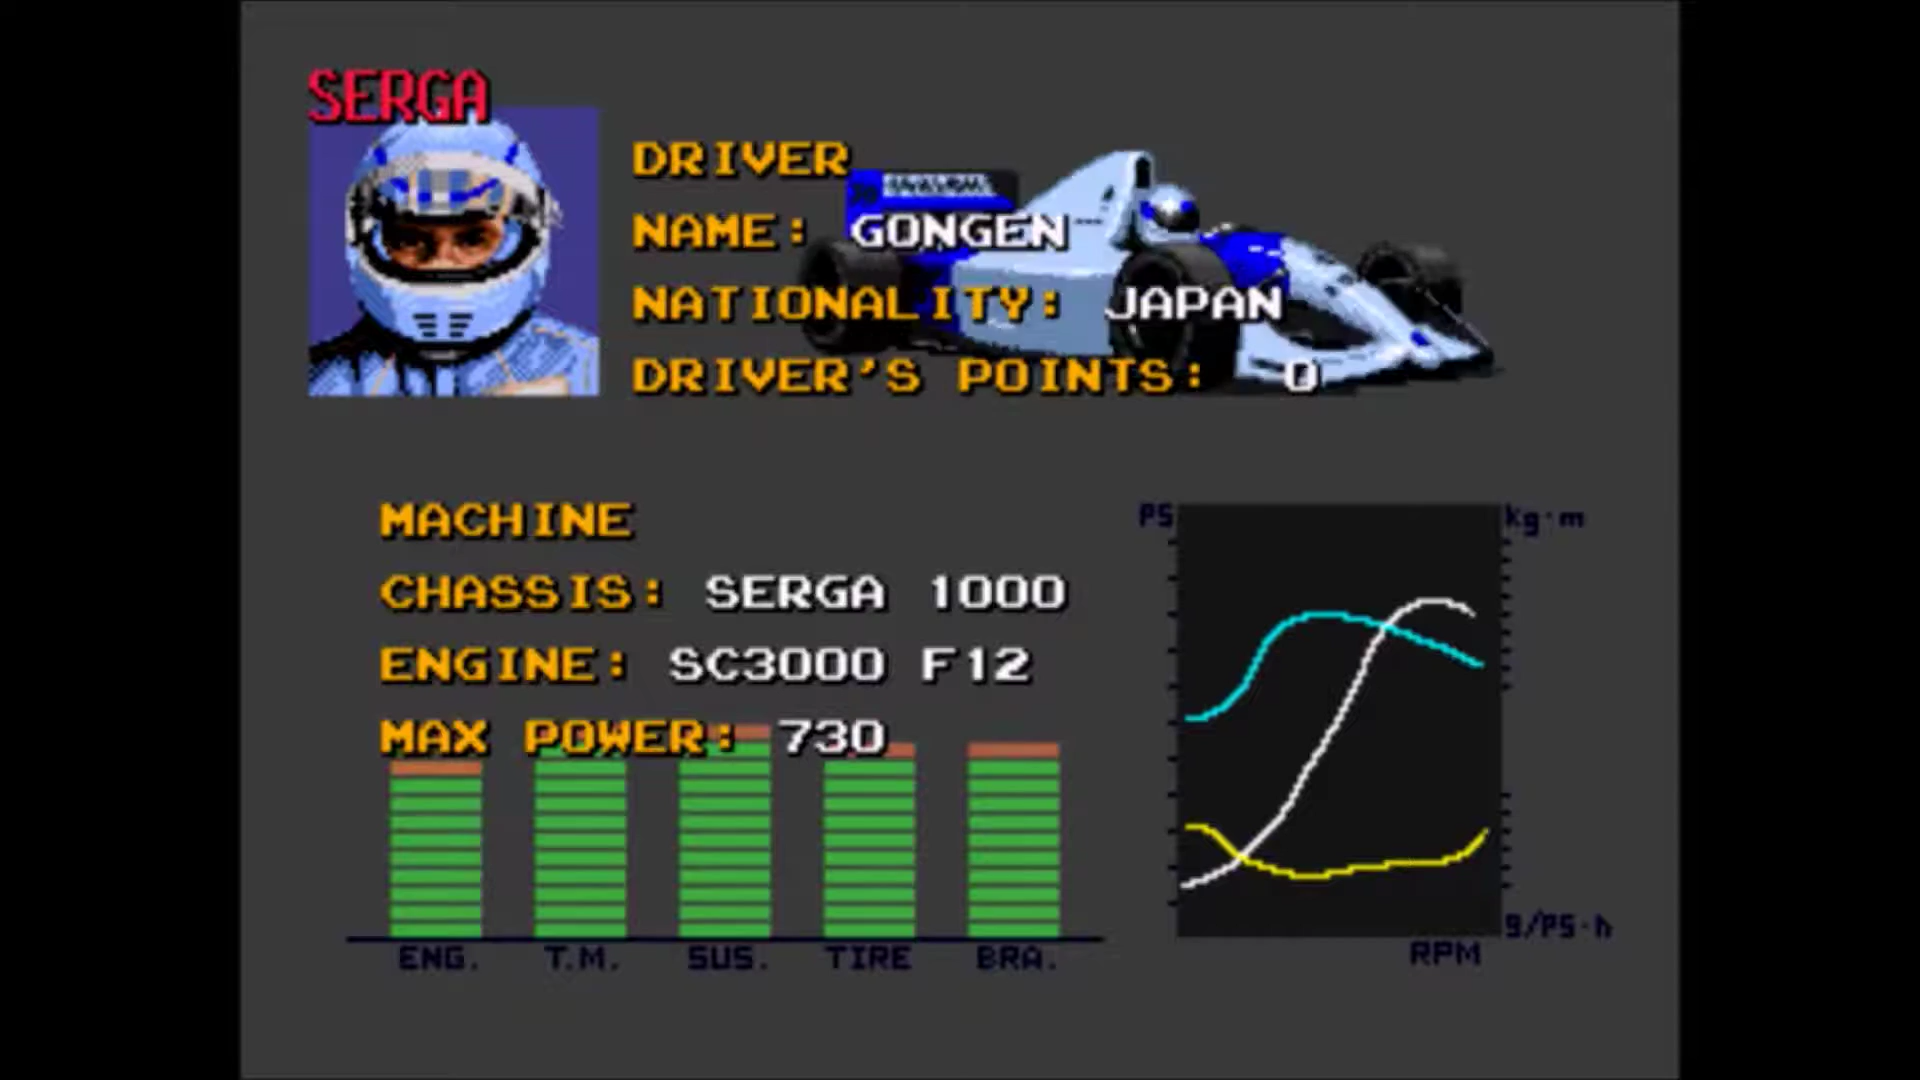 SERGA
DRIVER
NAME: GONGEN
NATIONALITY: JAPAN
DRIVER'S POINTS: 0
MACHINE
CHASSIS: SERGA 1000
ENGINE: SC3000 F12
MAX POWER: 730
ENG. T.M. SUS. TIRE BRA.
PS kg·m
g/PS·h
RPM